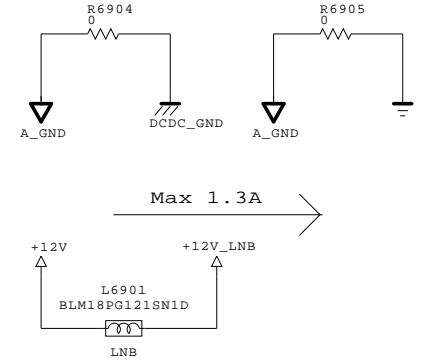 R6904
0
R6905
0
A_GND
DCDC_GND
A_GND
Max 1.3A
+12V
+12V_LNB
L6901
BLM18PG121SN1D
LNB